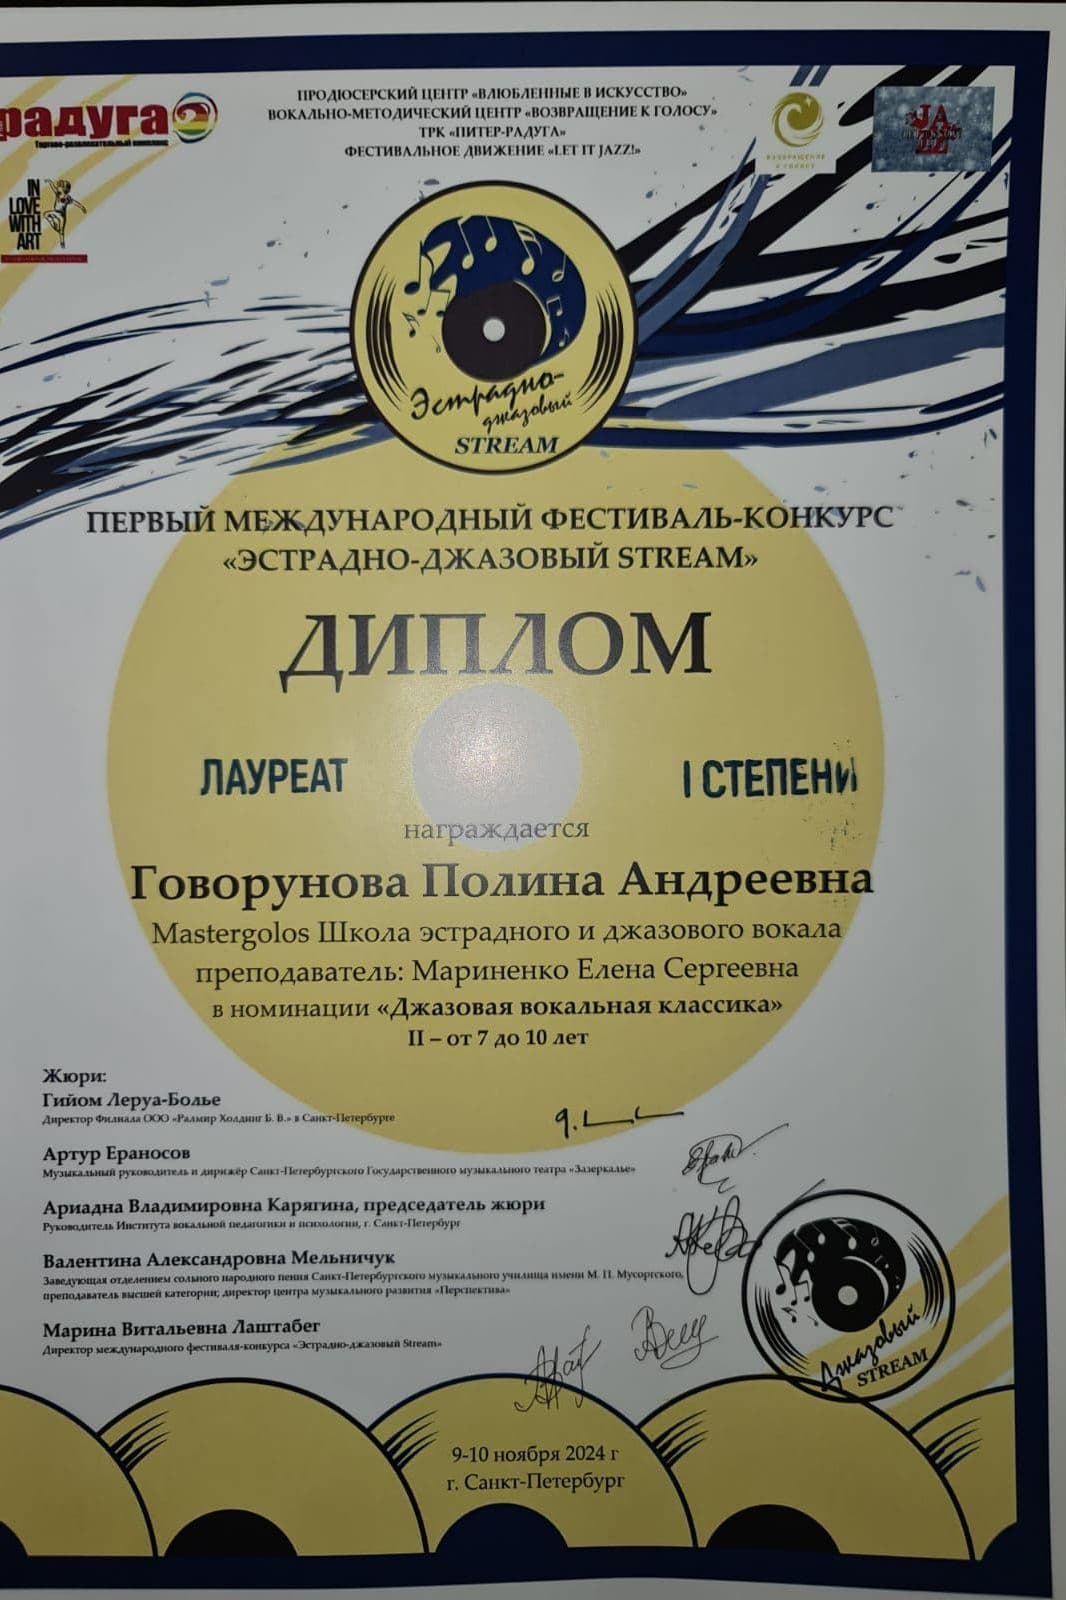 ПРОДЮСЕРСКИЙ ЦЕНТР «ВЛЮБЛЕННЫЕ В ИСКУССТВО»
ВОКАЛЬНО-МЕТОДИЧЕСКИЙ ЦЕНТР «ВОЗВРАЩЕНИЕ К ГОЛОСУ»
ТРК «ПИТЕР-РАДУГА»
ФЕСТИВАЛЬНОЕ ДВИЖЕНИЕ «LET IT JAZZ!»
радуга
Торгово-развлекательный комплекс
ВОЗВРАЩЕНИЕ
К ГОЛОСУ
IN
LOVE
WITH
ART
Эстрадно-
джазовый
STREAM
ПЕРВЫЙ МЕЖДУНАРОДНЫЙ ФЕСТИВАЛЬ-КОНКУРС
«ЭСТРАДНО-ДЖАЗОВЫЙ STREAM»
ДИПЛОМ
ЛАУРЕАТ I СТЕПЕНИ
награждается
Говорунова Полина Андреевна
Mastergolos Школа эстрадного и джазового вокала
преподаватель: Мариненко Елена Сергеевна
в номинации «Джазовая вокальная классика»
II – от 7 до 10 лет
Жюри:
Гийом Леруа-Болье
Директор Филиала ООО «Ралмир Холдинг Б. В.» в Санкт-Петербурге
Артур Ераносов
Музыкальный руководитель и дирижёр Санкт-Петербургского Государственного музыкального театра «Зазеркалье»
Ариадна Владимировна Карягина, председатель жюри
Руководитель Института вокальной педагогики и психологии, г. Санкт-Петербург
Валентина Александровна Мельничук
Заведующая отделением сольного народного пения Санкт-Петербургского музыкального училища имени М. П. Мусоргского,
преподаватель высшей категории; директор центра музыкального развития «Перспектива»
Марина Витальевна Лаштабег
Директор международного фестиваля-конкурса «Эстрадно-джазовый Stream»
Джазовый
STREAM
9-10 ноября 2024 г
г. Санкт-Петербург